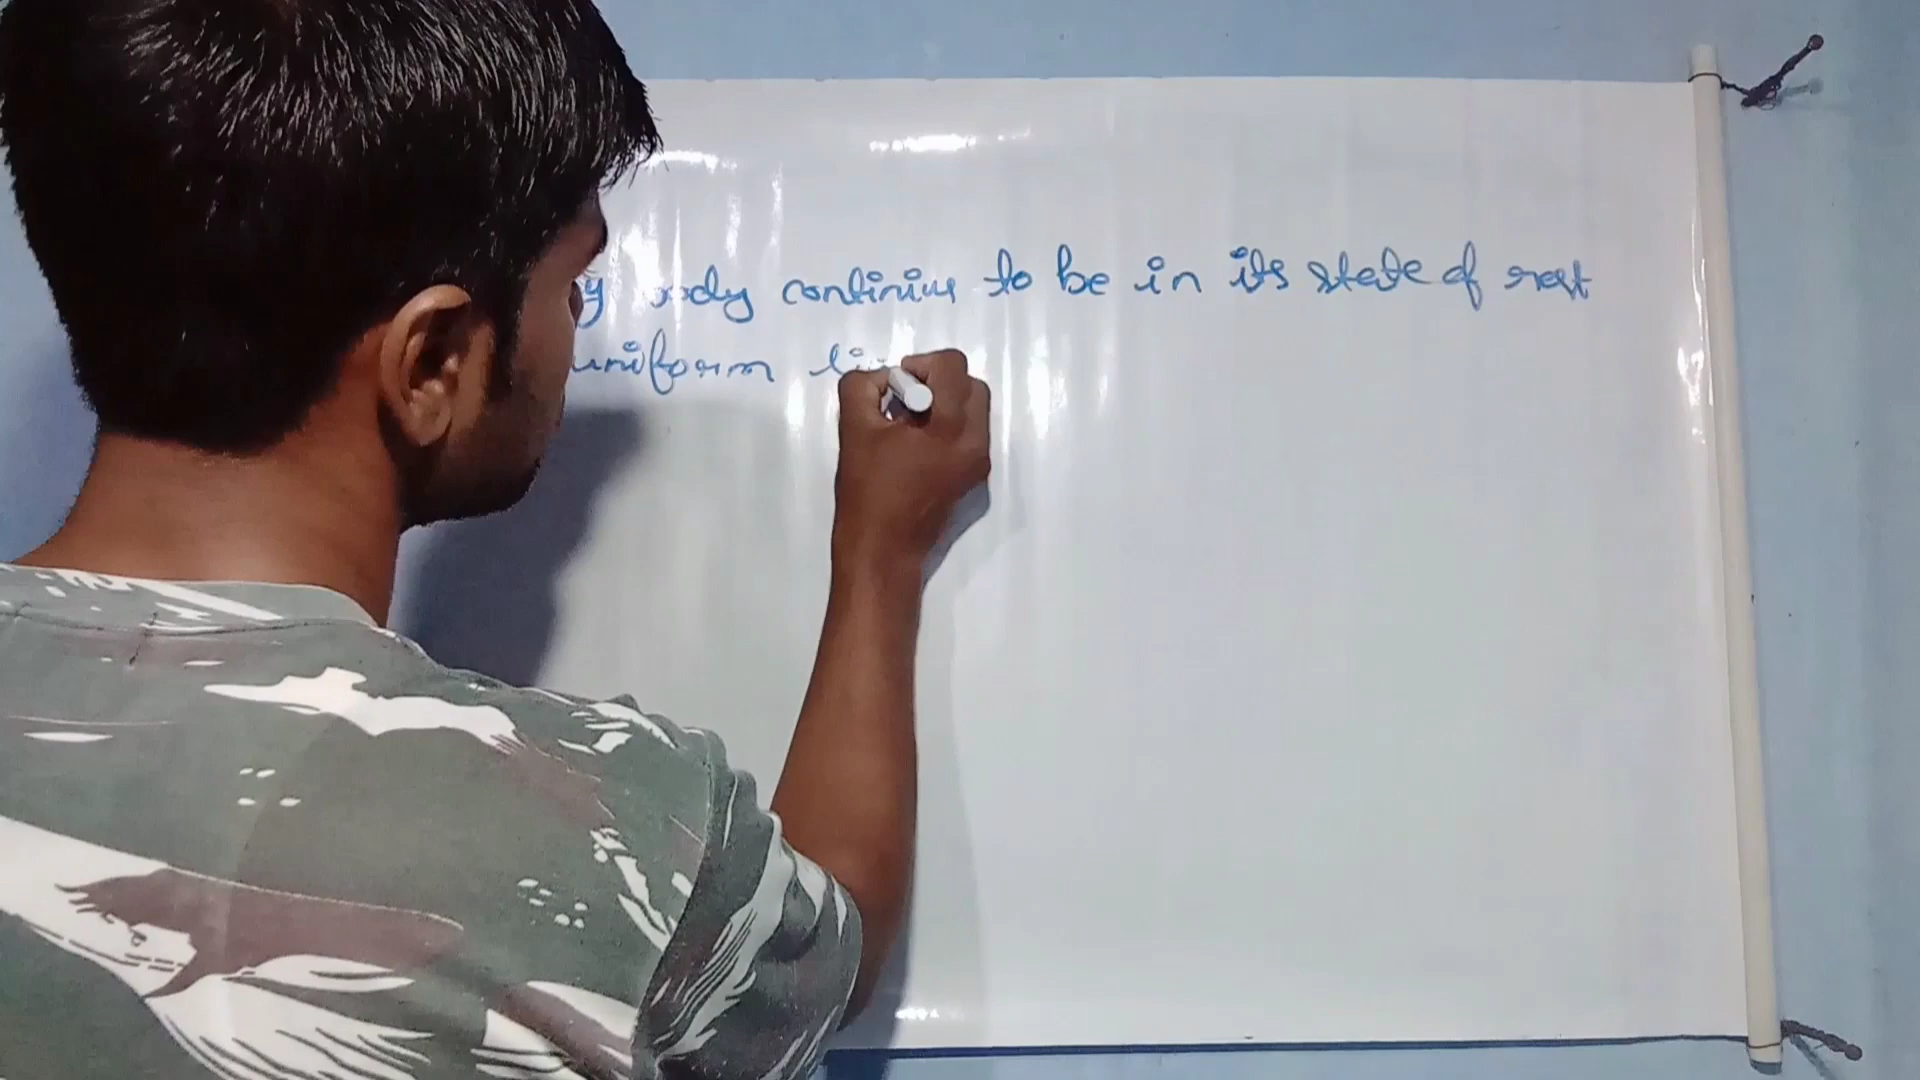 body continius to be in its state of rest
uniform